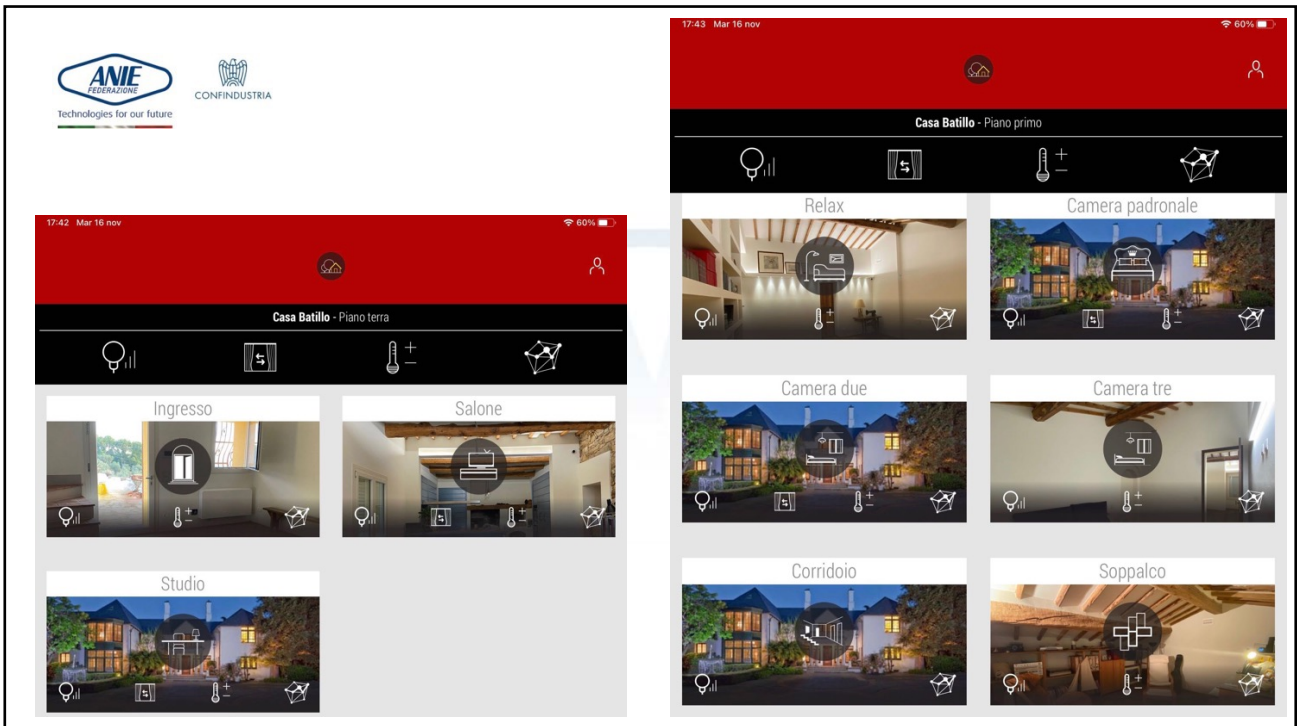 ANIE
FEDERAZIONE
Technologies for our future
CONFINDUSTRIA
17:42 Mar 16 nov
60%
Casa Batillo - Piano terra
Ingresso
Salone
Studio
17:43 Mar 16 nov
60%
Casa Batillo - Piano primo
Relax
Camera padronale
Camera due
Camera tre
Corridoio
Soppalco